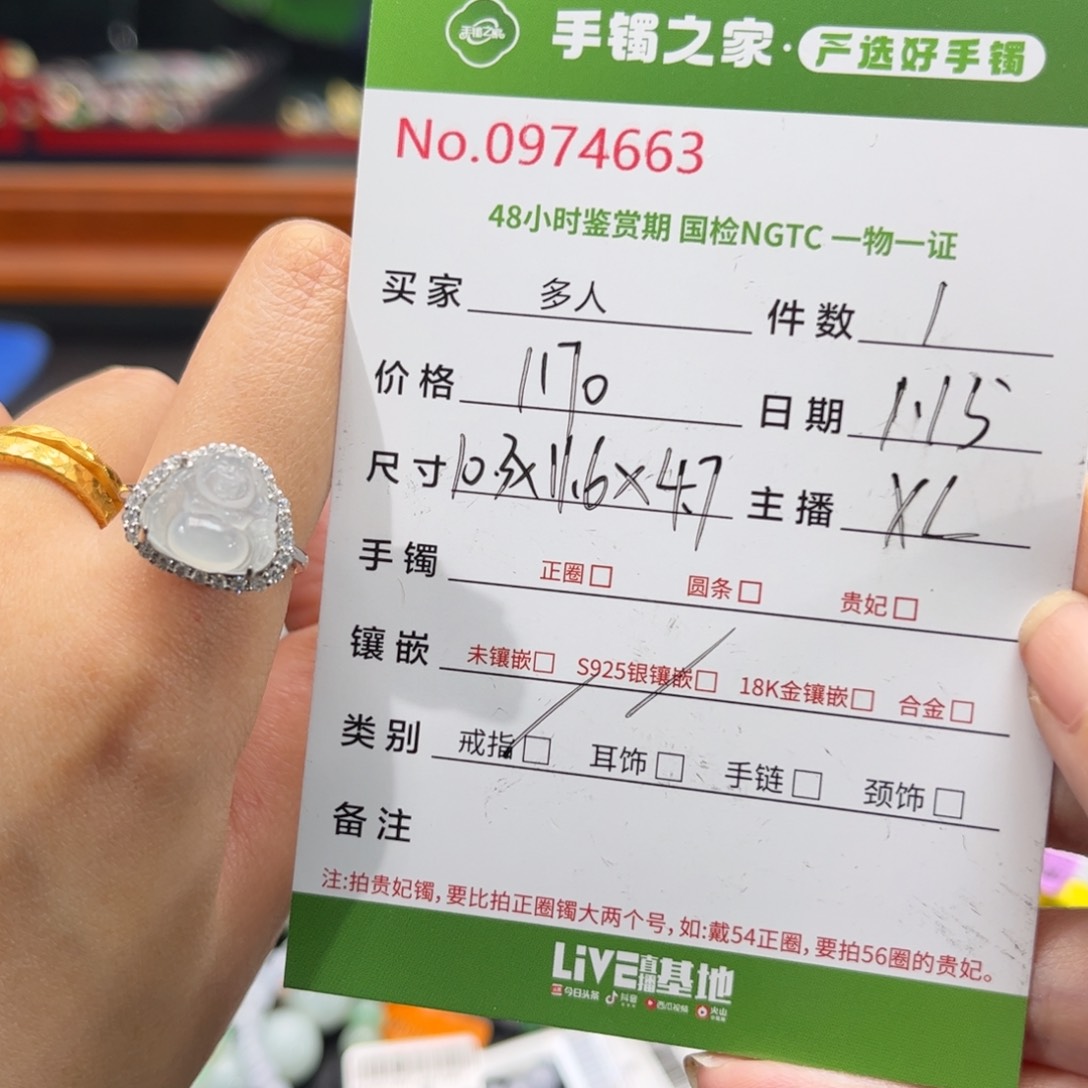 手镯之家 手镯之家·严选好手镯
No.0974663
48小时鉴赏期 国检NGTC 一物一证
买家 多人 件数 1
价格 1170 日期 1.15
尺寸 10.3x11.6x4.7 主播 XL
手镯 正圈□ 圆条□ 贵妃□
镶嵌 未镶嵌□ S925银镶嵌□ 18K金镶嵌□ 合金□
类别 戒指□ 耳饰□ 手链□ 颈饰□
备注
注:拍贵妃镯,要比拍正圈镯大两个号,如:戴54正圈,要拍56圈的贵妃。
LiVE直播基地
今日头条 抖音 西瓜视频 火山